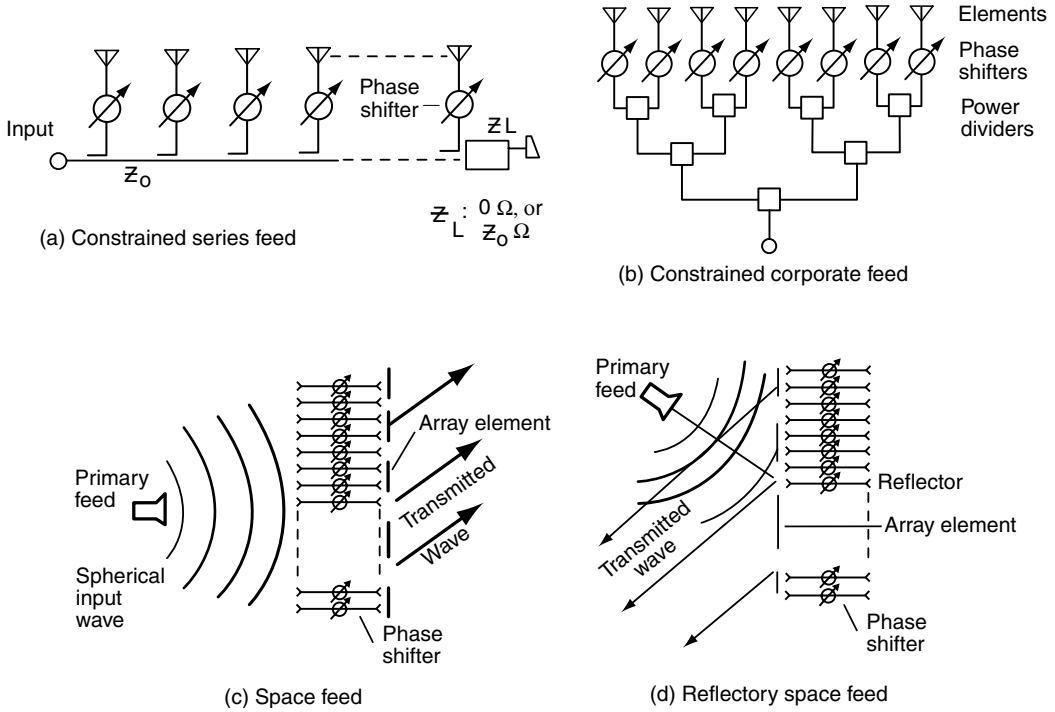 Input
Phase
shifter
Ƶ L
Ƶ o
Ƶ L : 0 Ω, or
Ƶ o Ω
(a) Constrained series feed
Elements
Phase
shifters
Power
dividers
(b) Constrained corporate feed
Primary
feed
Spherical
input
wave
Array element
Transmitted
Wave
Phase
shifter
(c) Space feed
Primary
feed
Transmitted
wave
Reflector
Array element
Phase
shifter
(d) Reflectory space feed